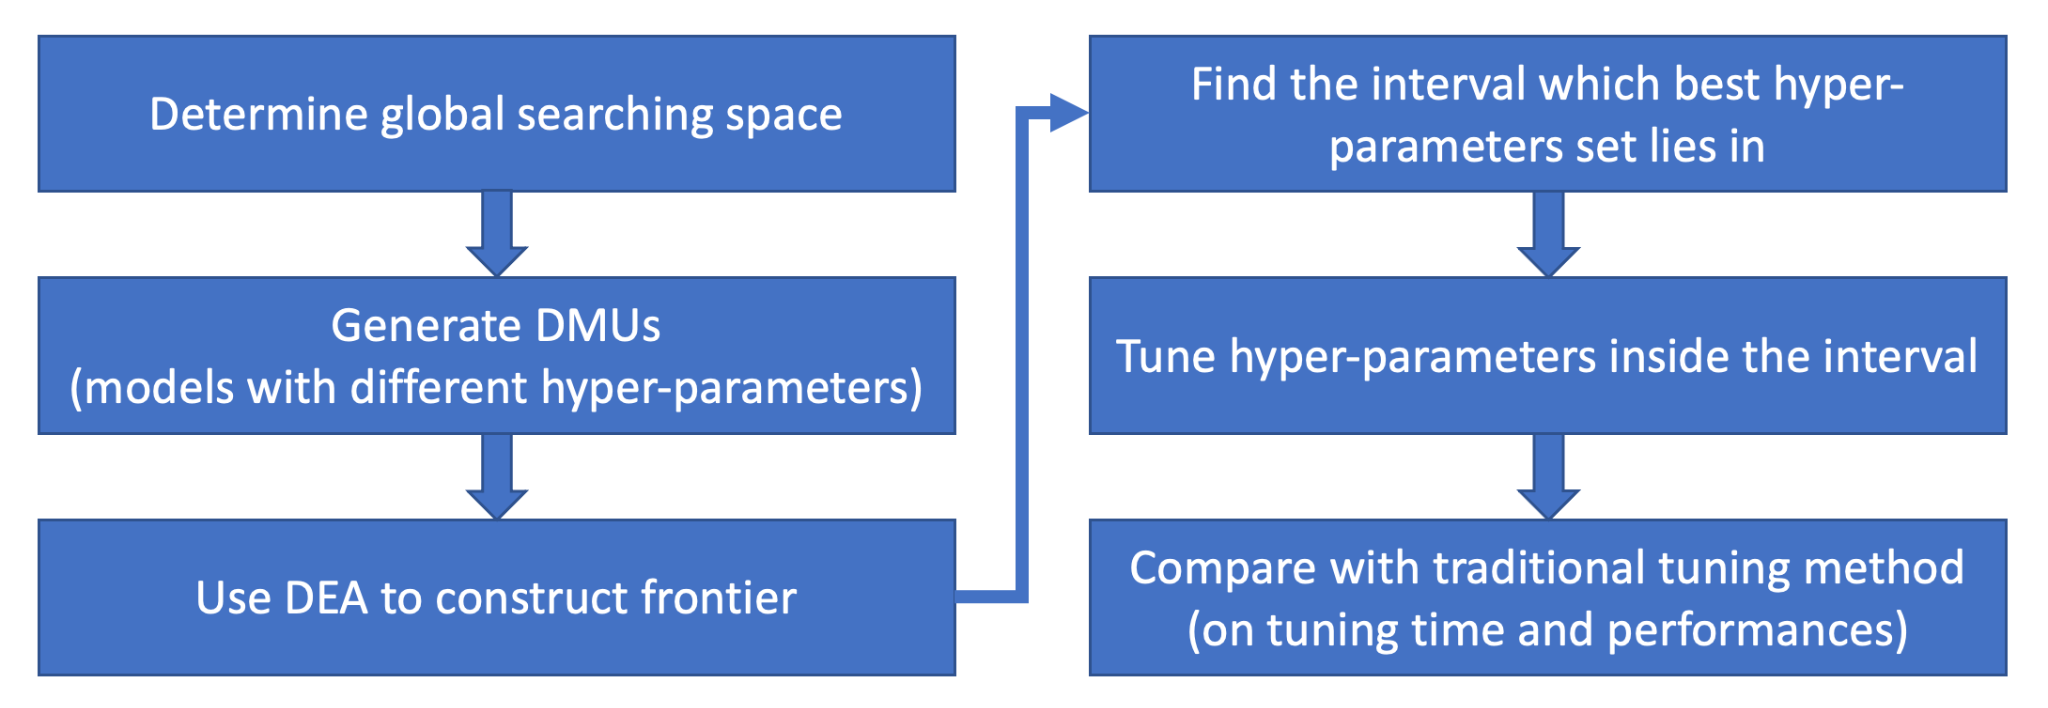 Determine global searching space
Generate DMUs
(models with different hyper-parameters)
Use DEA to construct frontier
Find the interval which best hyper-
parameters set lies in
Tune hyper-parameters inside the interval
Compare with traditional tuning method
(on tuning time and performances)